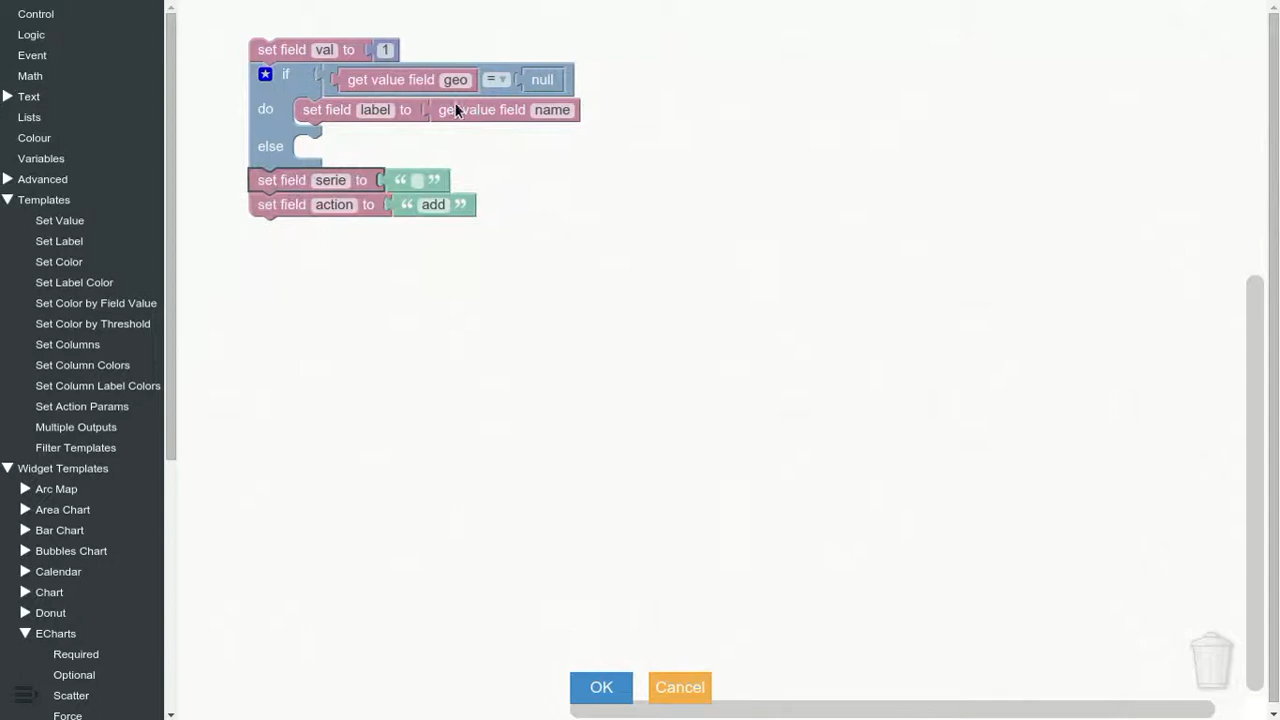 Control
Logic
Event
Math
Text
Lists
Colour
Variables
Advanced
Templates
Set Value
Set Label
Set Color
Set Label Color
Set Color by Field Value
Set Color by Threshold
Set Columns
Set Column Colors
Set Column Label Colors
Set Action Params
Multiple Outputs
Filter Templates
Widget Templates
Arc Map
Area Chart
Bar Chart
Bubbles Chart
Calendar
Chart
Donut
ECharts
Required
Optional
Scatter
Force
set field val to 1
if get value field geo = null
do set field label to get value field name
else
set field serie to “ ”
set field action to “ add ”
OK Cancel